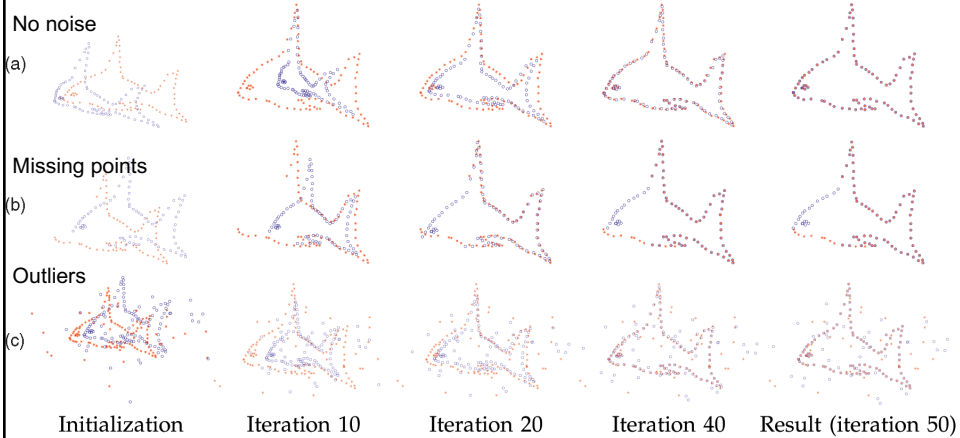 No noise
(a)
Missing points
(b)
Outliers
(c)
Initialization Iteration 10 Iteration 20 Iteration 40 Result (iteration 50)